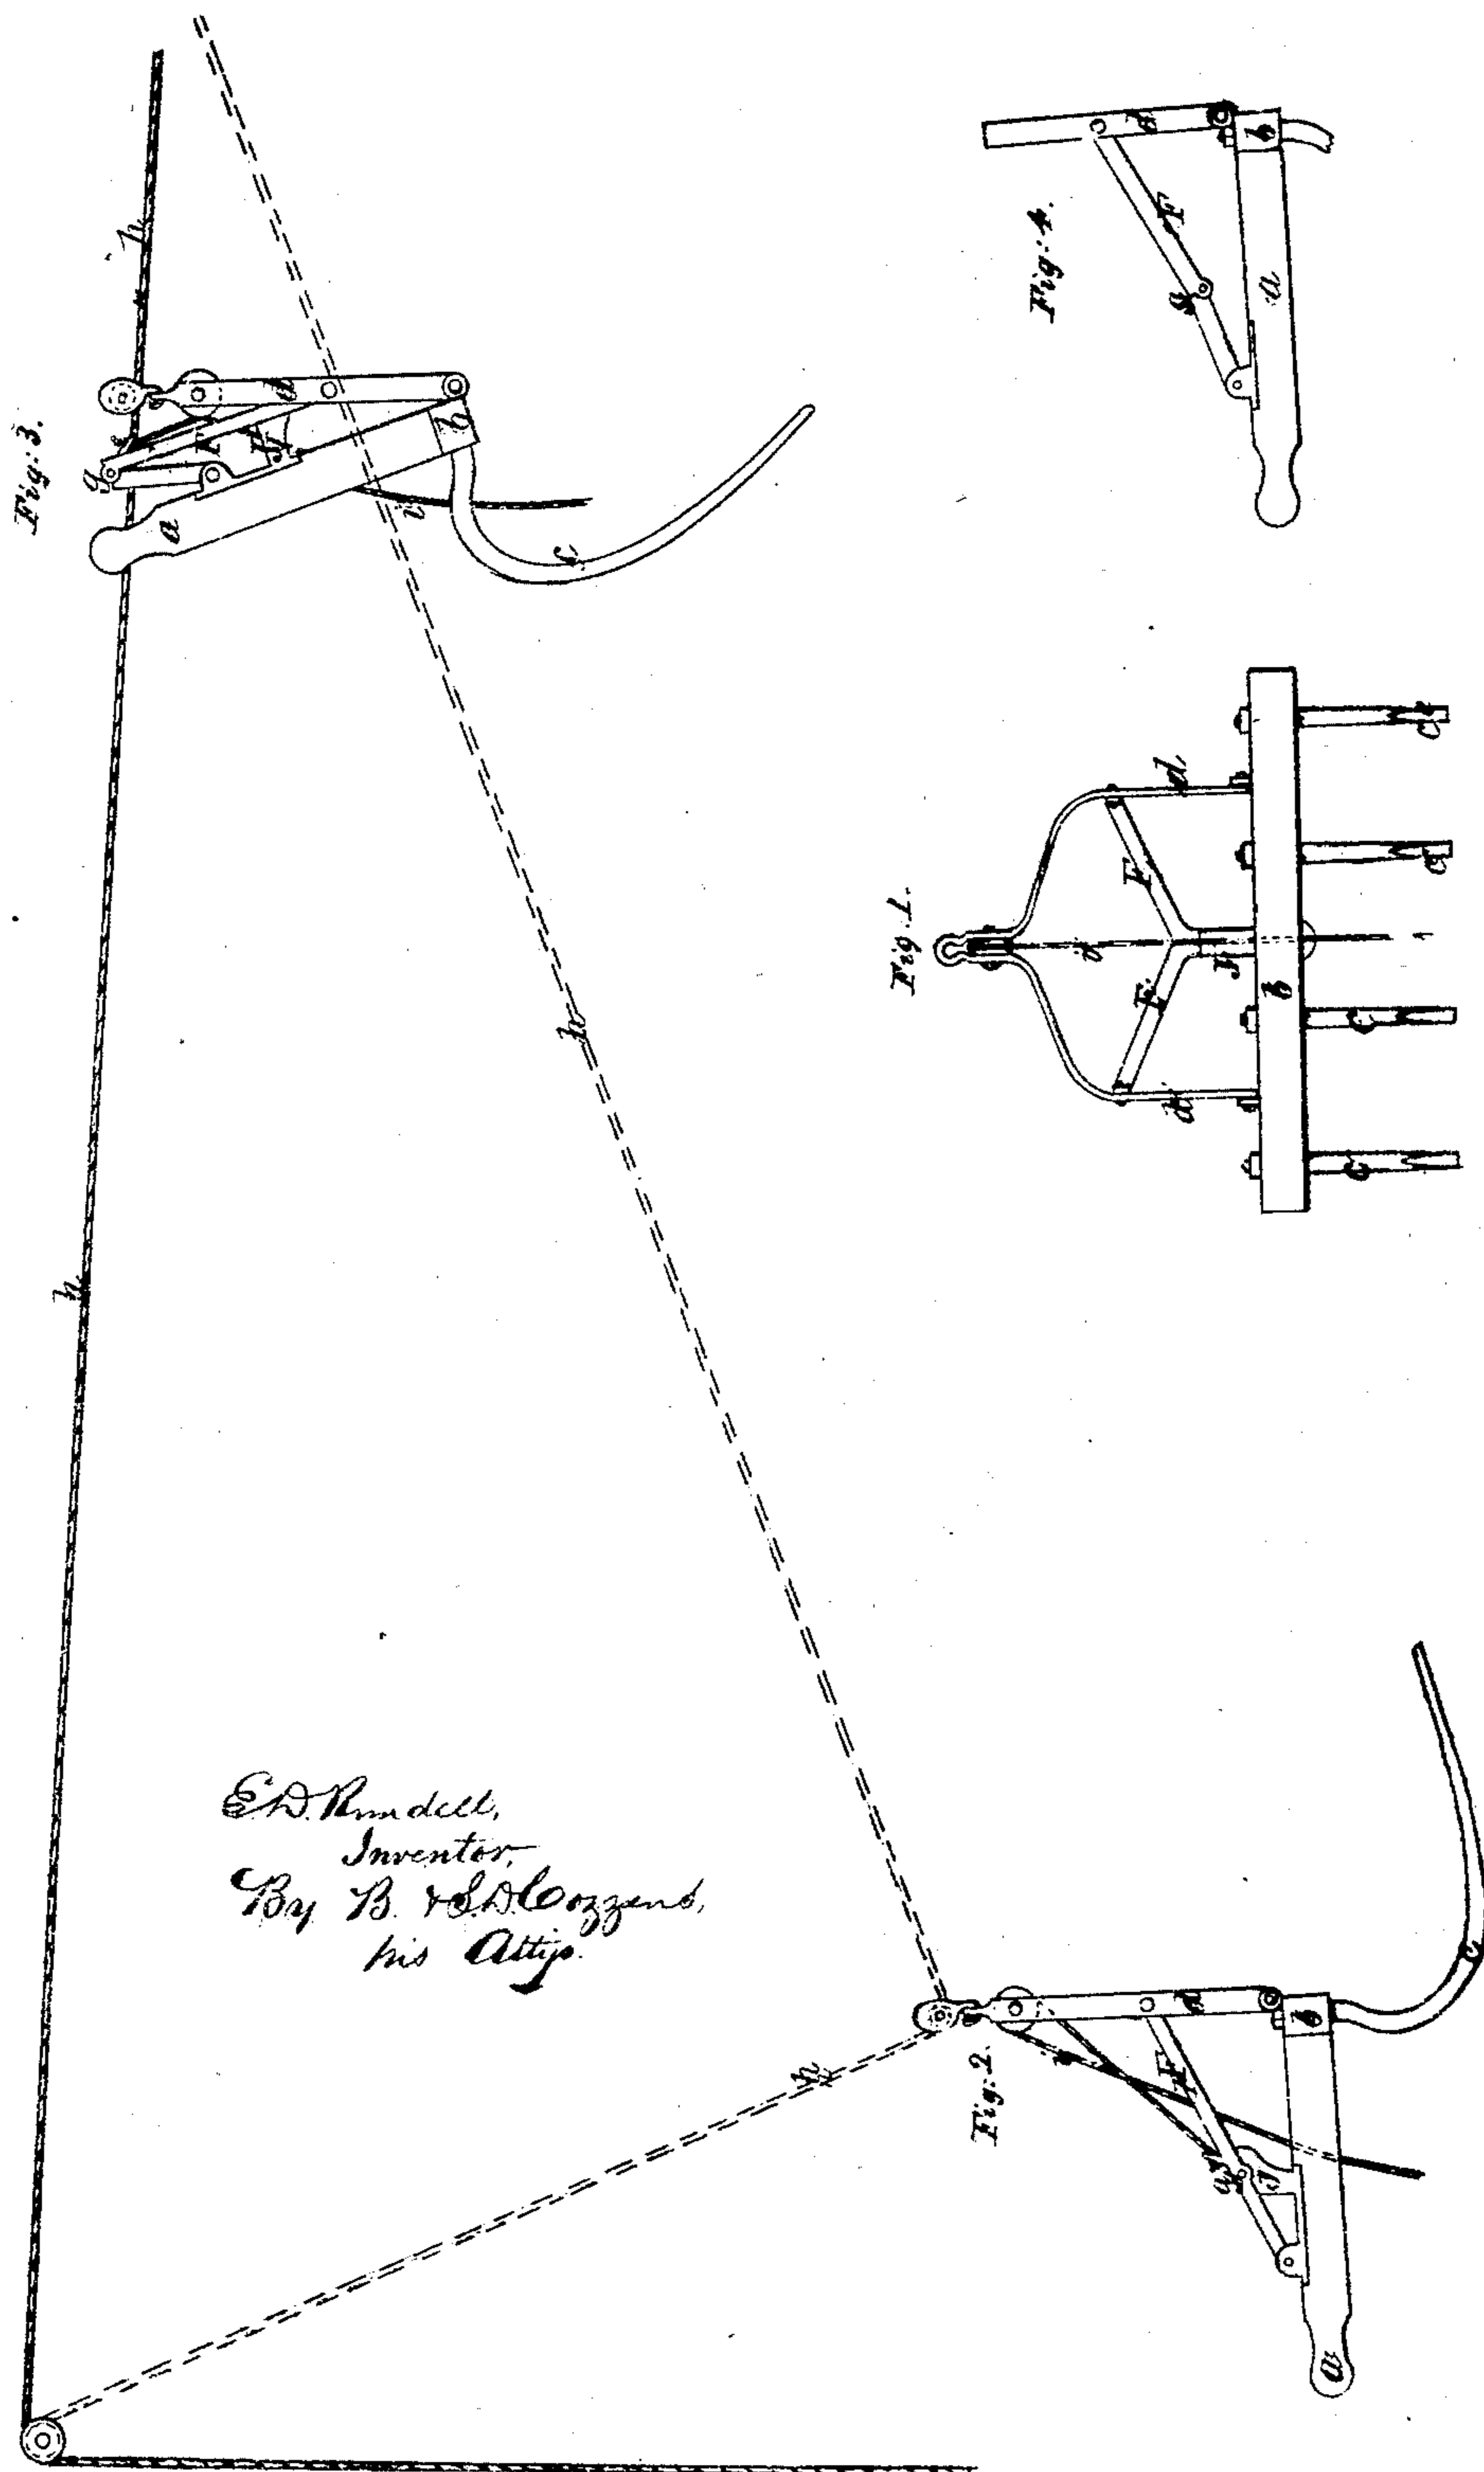 Fig: 3.
h
e
d
g
F
J
a
b
i
c
h
h
Fig: 4.
d
F
g
b
a
Fig. 1.
d
d
F
F
i
J
b
c
c
c
c
E. D. Rundell,
Inventor,
By B. & S. D. Cozzens,
his Attys.
h
Fig: 2.
e
d
i
F
g
J
b
c
a